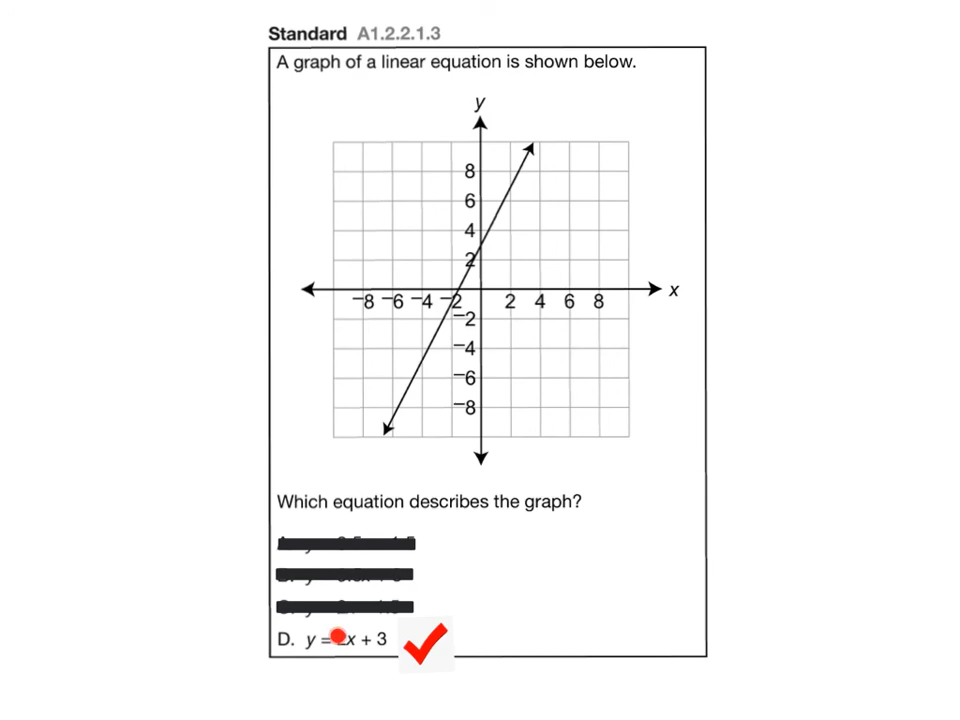 Standard A1.2.2.1.3
A graph of a linear equation is shown below.
y
8
6
4
2
-8 -6 -4 -2 2 4 6 8 x
-2
-4
-6
-8
Which equation describes the graph?
D. y = x + 3